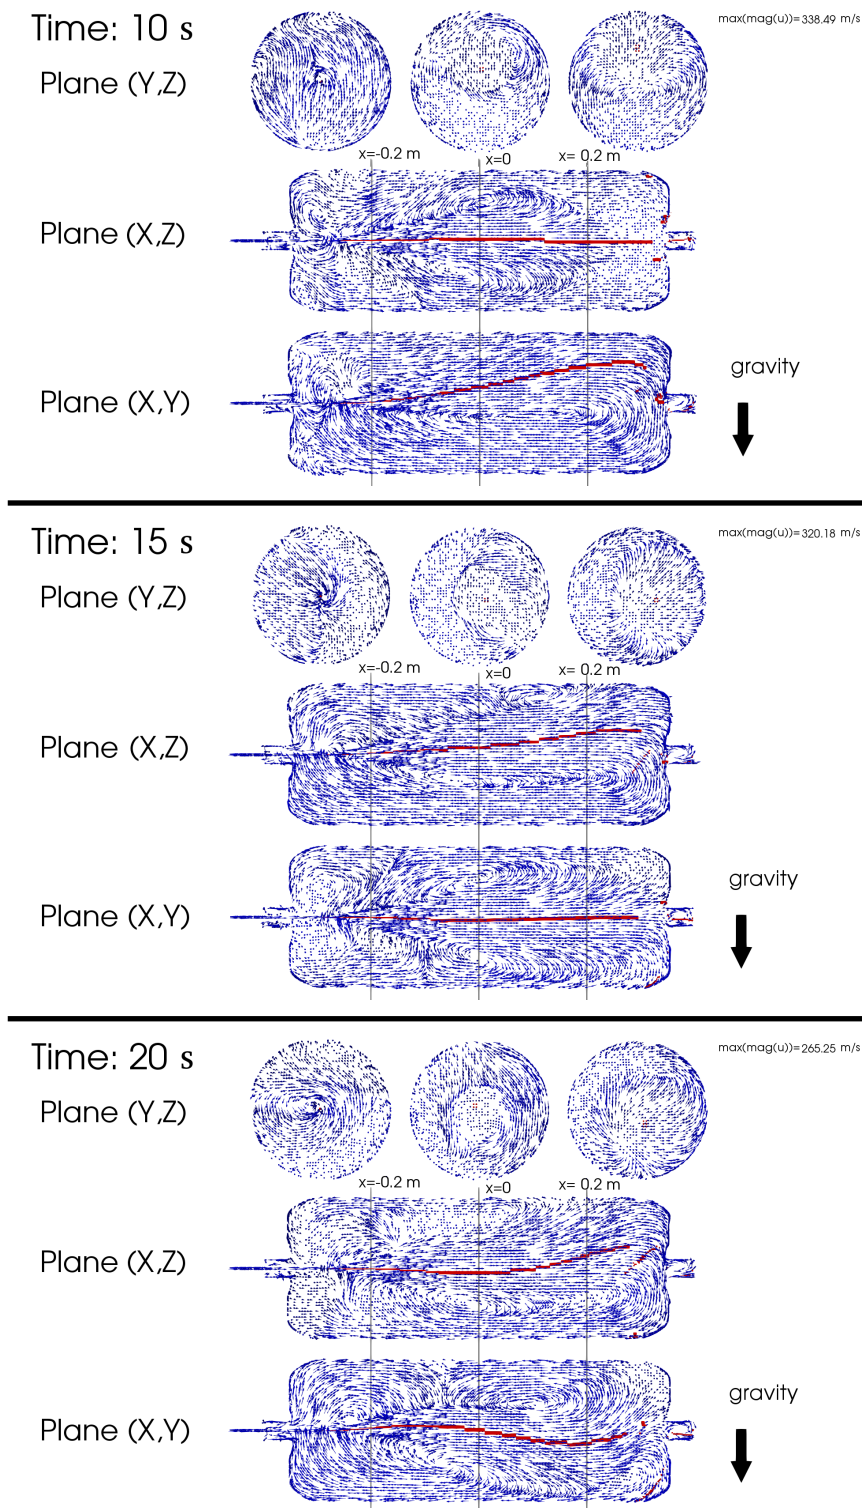 Time: 10 s
max(mag(u))=338.49 m/s
Plane (Y,Z)
x=-0.2 m
x=0
x= 0.2 m
Plane (X,Z)
gravity
Plane (X,Y)
Time: 15 s
max(mag(u))=320.18 m/s
Plane (Y,Z)
x=-0.2 m
x=0
x= 0.2 m
Plane (X,Z)
gravity
Plane (X,Y)
Time: 20 s
max(mag(u))=265.25 m/s
Plane (Y,Z)
x=-0.2 m
x=0
x= 0.2 m
Plane (X,Z)
gravity
Plane (X,Y)